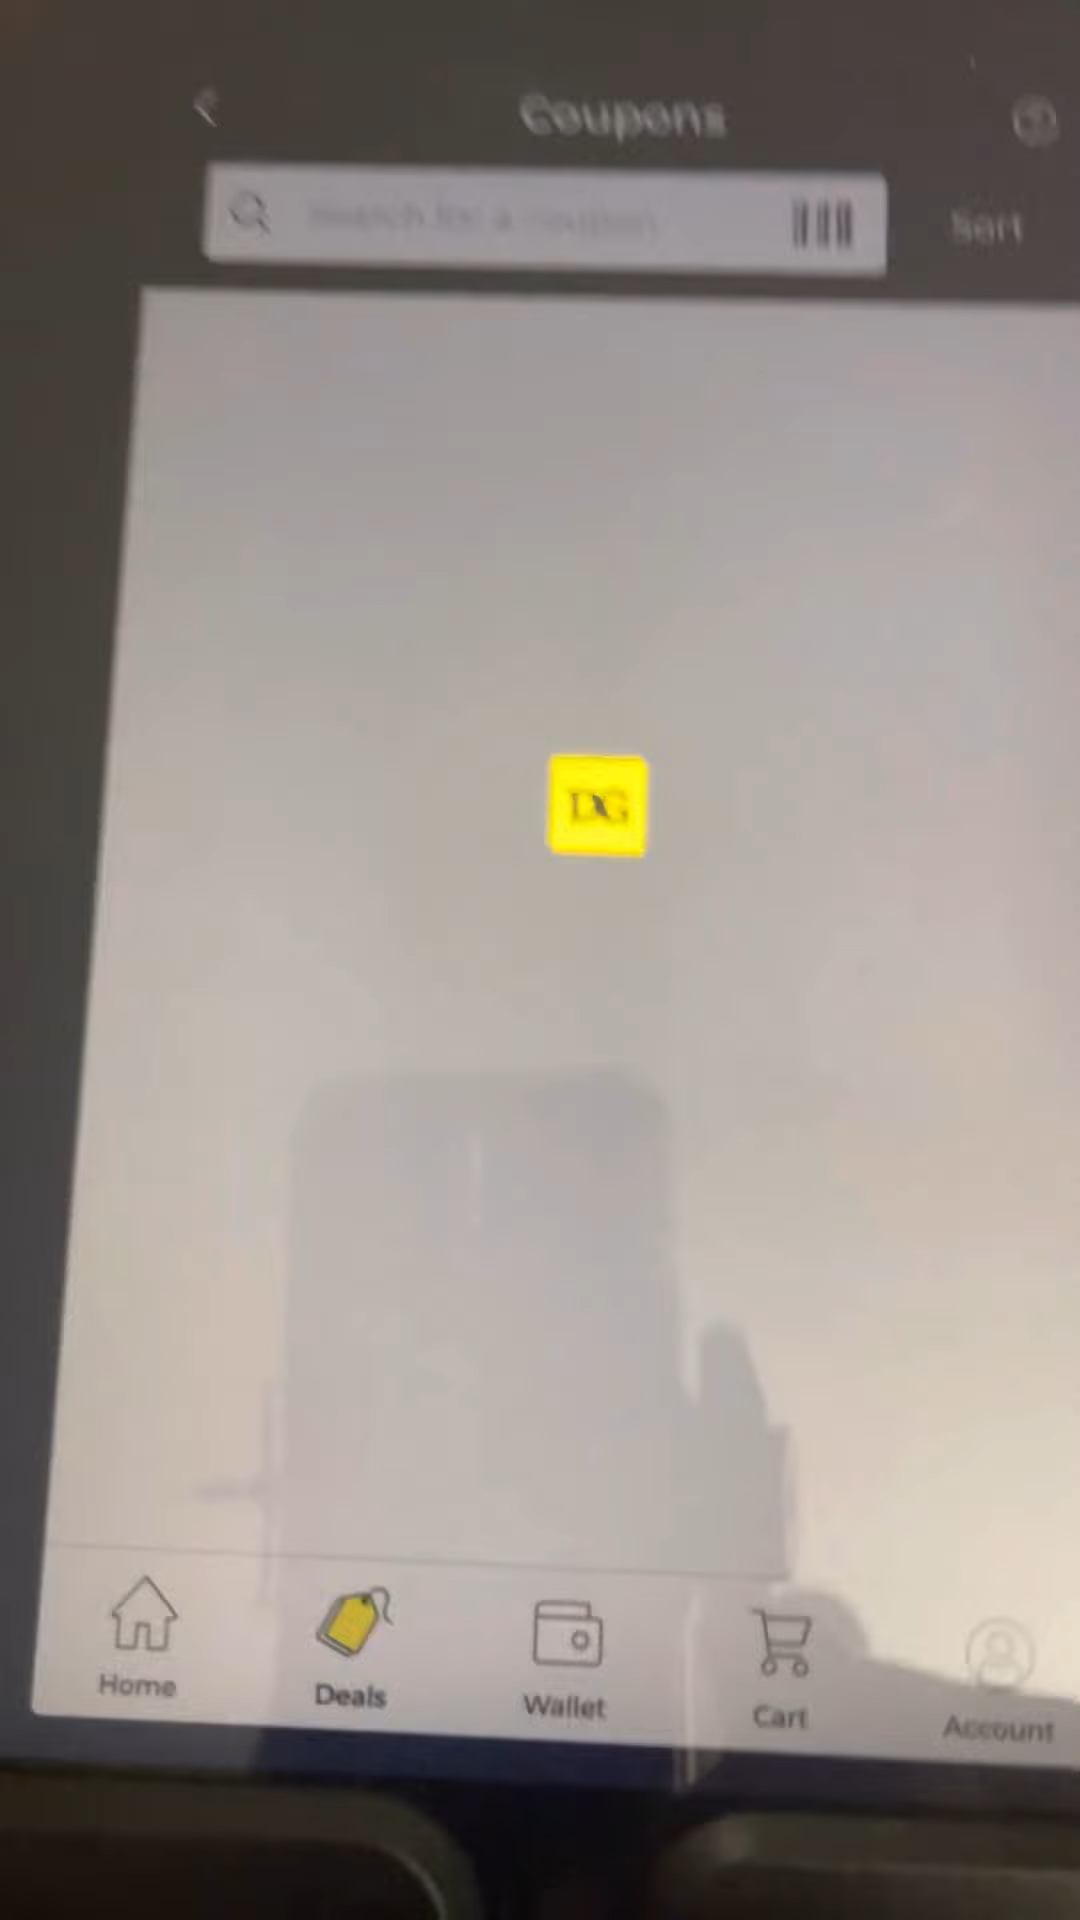 Coupons
Search for a coupon
Sort
DG
Home
Deals
Wallet
Cart
Account